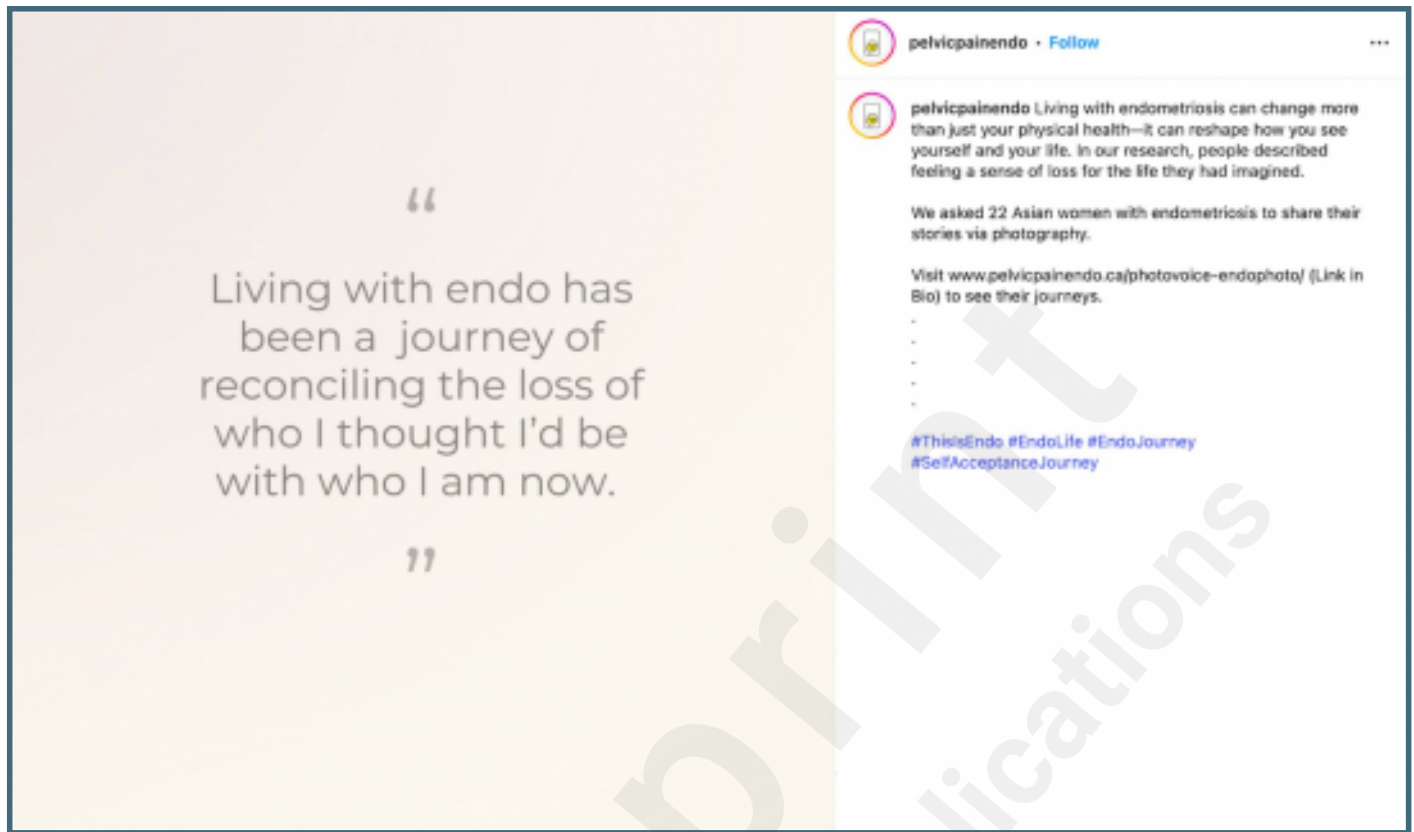 “
Living with endo has
been a  journey of
reconciling the loss of
who I thought I’d be
with who I am now.
”
pelvicpainendo • Follow
...
pelvicpainendo Living with endometriosis can change more
than just your physical health—it can reshape how you see
yourself and your life. In our research, people described
feeling a sense of loss for the life they had imagined.
We asked 22 Asian women with endometriosis to share their
stories via photography.
Visit www.pelvicpainendo.ca/photovoice-endophoto/ (Link in
Bio) to see their journeys.
.
.
.
.
.
#ThisIsEndo #EndoLife #EndoJourney
#SelfAcceptanceJourney
print
lications